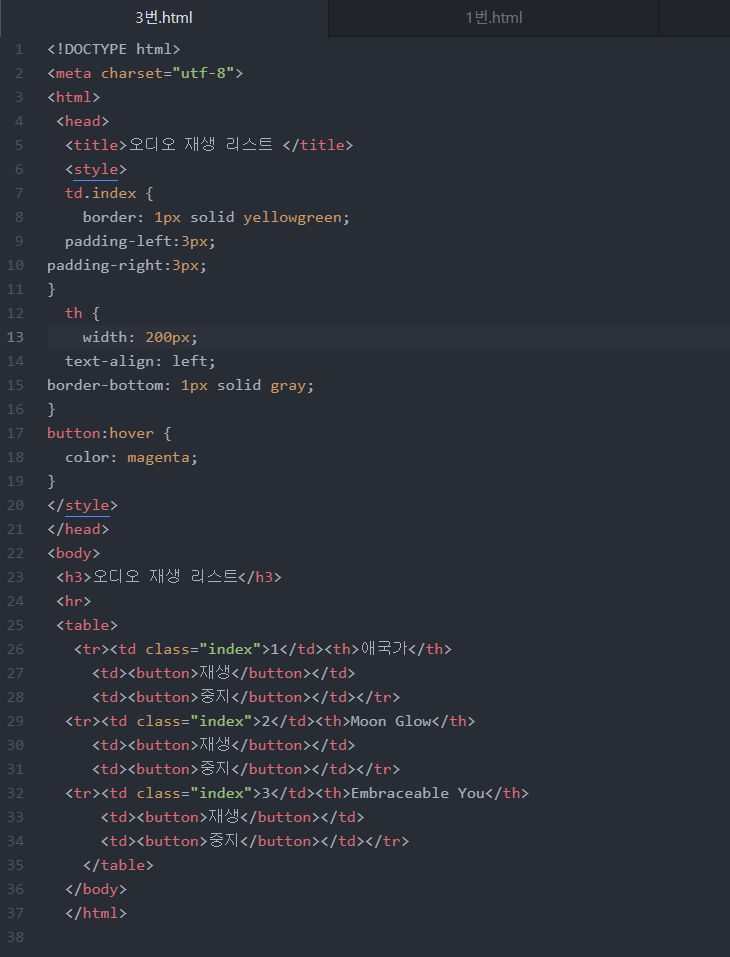 3번.html
1번.html
1 <!DOCTYPE html>
2 <meta charset="utf-8">
3 <html>
4 <head>
5 <title>오디오 재생 리스트 </title>
6 <style>
7 td.index {
8 border: 1px solid yellowgreen;
9 padding-left:3px;
10 padding-right:3px;
11 }
12 th {
13 width: 200px;
14 text-align: left;
15 border-bottom: 1px solid gray;
16 }
17 button:hover {
18 color: magenta;
19 }
20 </style>
21 </head>
22 <body>
23 <h3>오디오 재생 리스트</h3>
24 <hr>
25 <table>
26 <tr><td class="index">1</td><th>애국가</th>
27 <td><button>재생</button></td>
28 <td><button>중지</button></td></tr>
29 <tr><td class="index">2</td><th>Moon Glow</th>
30 <td><button>재생</button></td>
31 <td><button>중지</button></td></tr>
32 <tr><td class="index">3</td><th>Embraceable You</th>
33 <td><button>재생</button></td>
34 <td><button>중지</button></td></tr>
35 </table>
36 </body>
37 </html>
38